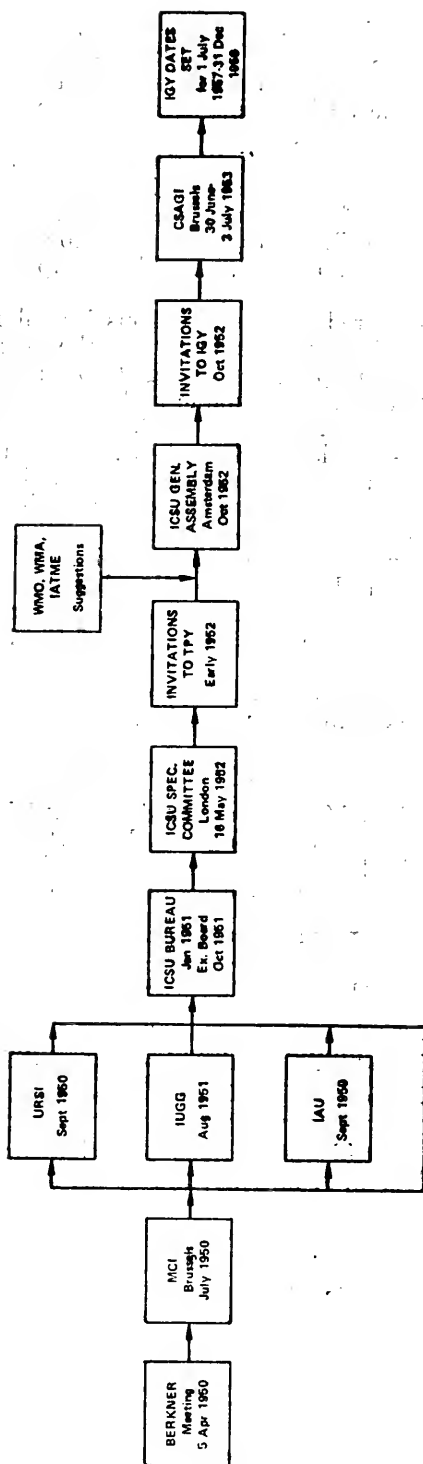 BERKNER
Meeting
5 Apr 1950
MCI
Brussels
July 1950
URSI
Sept 1950
IUGG
Aug 1951
IAU
Sept 1950
ICSU BUREAU
Jan 1951
Ex. Board
Oct 1951
ICSU SPEC.
COMMITTEE
London
16 May 1952
INVITATIONS
TO TPY
Early 1952
WMO, WMA,
IATME
Suggestions
ICSU GEN.
ASSEMBLY
Amsterdam
Oct 1952
INVITATIONS
TO IGY
Oct 1952
CSAGI
Brussels
30 June-
3 July 1953
IGY DATES
SET
for 1 July
1957-31 Dec
1958